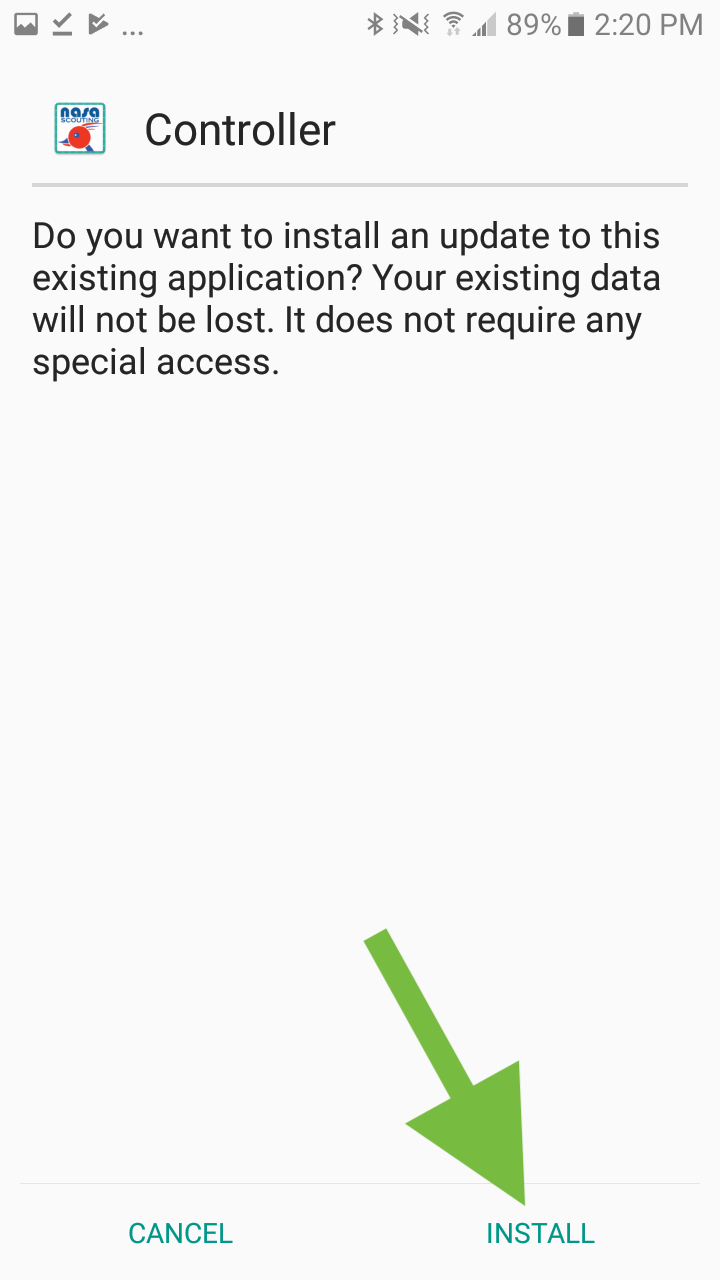 ... 89% 2:20 PM
nasa
SCOUTING
Controller
Do you want to install an update to this
existing application? Your existing data
will not be lost. It does not require any
special access.
CANCEL INSTALL